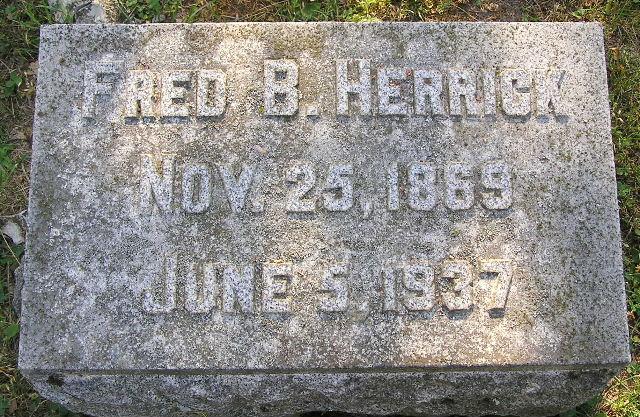 FRED B. HERRICK
NOV. 25, 1869
JUNE 5, 1937